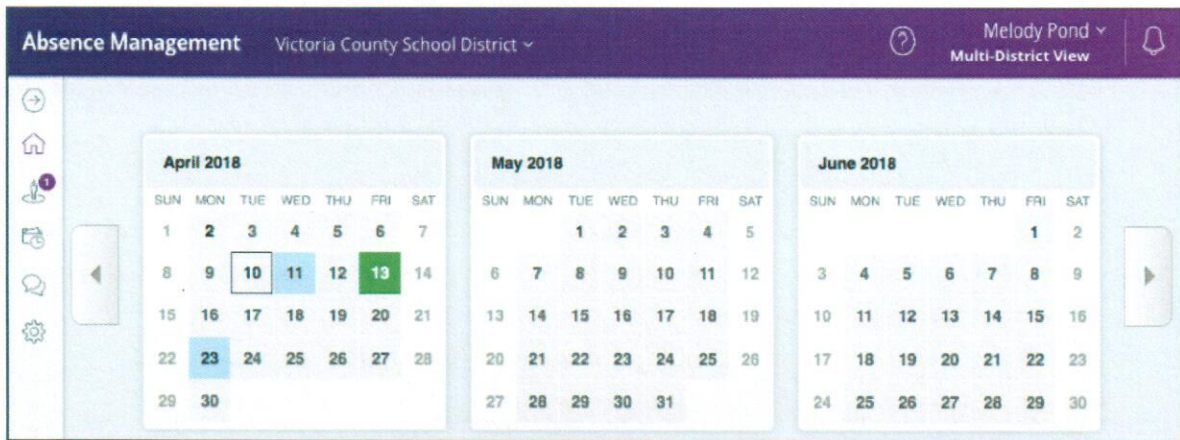 Absence Management Victoria County School District
?
Melody Pond
Multi-District View
1
April 2018
SUN MON TUE WED THU FRI SAT
1 2 3 4 5 6 7
8 9 10 11 12 13 14
15 16 17 18 19 20 21
22 23 24 25 26 27 28
29 30
May 2018
SUN MON TUE WED THU FRI SAT
1 2 3 4 5
6 7 8 9 10 11 12
13 14 15 16 17 18 19
20 21 22 23 24 25 26
27 28 29 30 31
June 2018
SUN MON TUE WED THU FRI SAT
1 2
3 4 5 6 7 8 9
10 11 12 13 14 15 16
17 18 19 20 21 22 23
24 25 26 27 28 29 30